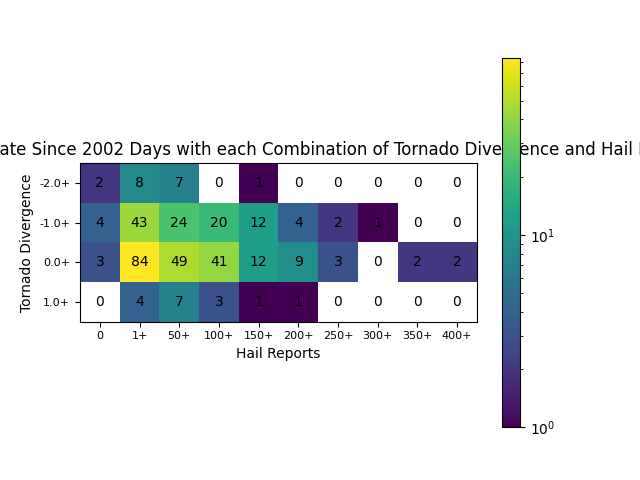 ate Since 2002 Days with each Combination of Tornado Divergence and Hail
Tornado Divergence
-2.0+ 2 8 7 0 1 0 0 0 0 0
-1.0+ 4 43 24 20 12 4 2 1 0 0
0.0+ 3 84 49 41 12 9 3 0 2 2
1.0+ 0 4 7 3 1 1 0 0 0 0
0 1+ 50+ 100+ 150+ 200+ 250+ 300+ 350+ 400+
Hail Reports
10¹
10⁰